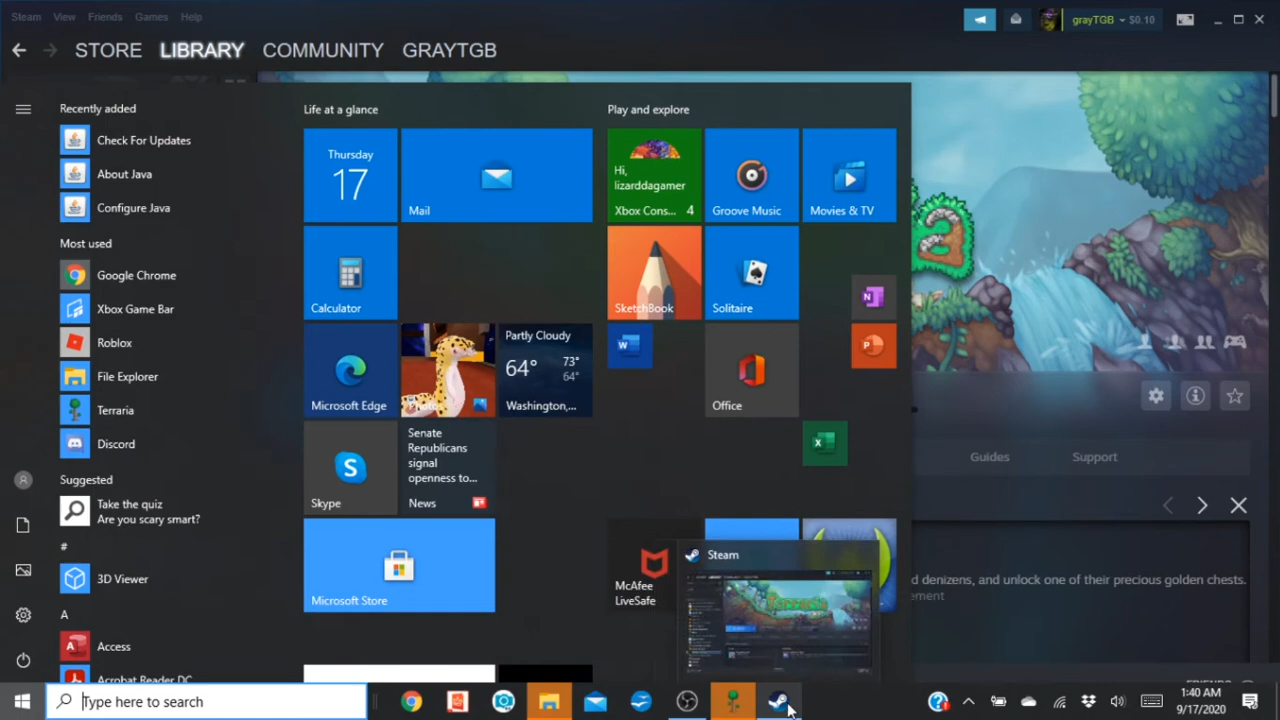 Steam View Friends Games Help
grayTGB $0.10
STORE LIBRARY COMMUNITY GRAYTGB
Recently added
Check For Updates
About Java
Configure Java
Most used
Google Chrome
Xbox Game Bar
Roblox
File Explorer
Terraria
Discord
Suggested
Take the quiz
Are you scary smart?
#
3D Viewer
A
Access
Acrobat Reader DC
Life at a glance
Thursday
17
Mail
Calculator
Microsoft Edge
Photos
Partly Cloudy
64° 73°
64°
Washington,...
Skype
Senate
Republicans
signal
openness to...
News
Microsoft Store
Play and explore
Hi,
lizarddagamer
Xbox Cons... 4
Groove Music
Movies & TV
SketchBook
Solitaire
Office
McAfee
LiveSafe
Steam
Guides Support
d denizens, and unlock one of their precious golden chests.
ement
Type here to search
1:40 AM
9/17/2020